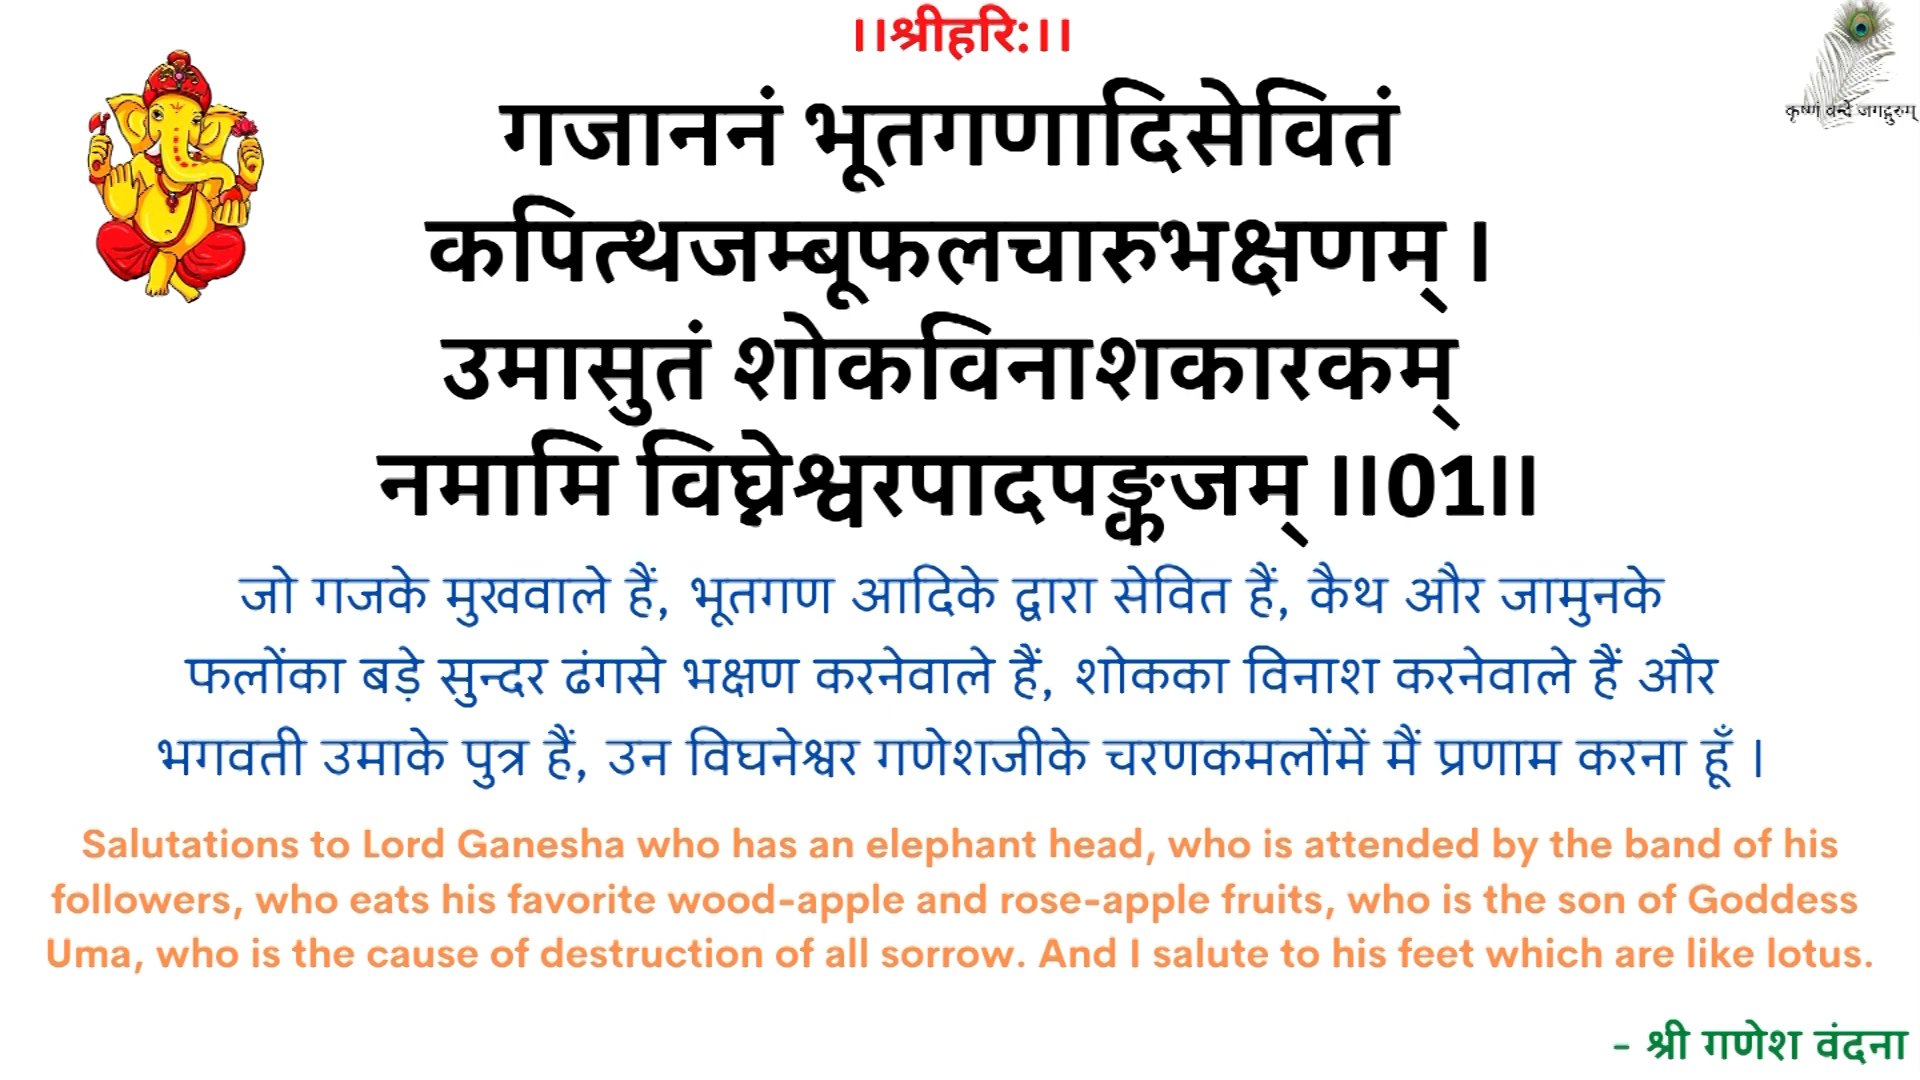 ।।श्रीहरि:।।
कृष्णं वन्दे जगद्गुरुम्
गजाननं भूतगणादिसेवितं
कपित्थजम्बूफलचारुभक्षणम् ।
उमासुतं शोकविनाशकारकम्
नमामि विघ्नेश्वरपादपङ्कजम् ।।01।।
जो गजके मुखवाले हैं, भूतगण आदिके द्वारा सेवित हैं, कैथ और जामुनके
फलोंका बड़े सुन्दर ढंगसे भक्षण करनेवाले हैं, शोकका विनाश करनेवाले हैं और
भगवती उमाके पुत्र हैं, उन विघनेश्वर गणेशजीके चरणकमलोंमें मैं प्रणाम करना हूँ ।
Salutations to Lord Ganesha who has an elephant head, who is attended by the band of his
followers, who eats his favorite wood-apple and rose-apple fruits, who is the son of Goddess
Uma, who is the cause of destruction of all sorrow. And I salute to his feet which are like lotus.
- श्री गणेश वंदना